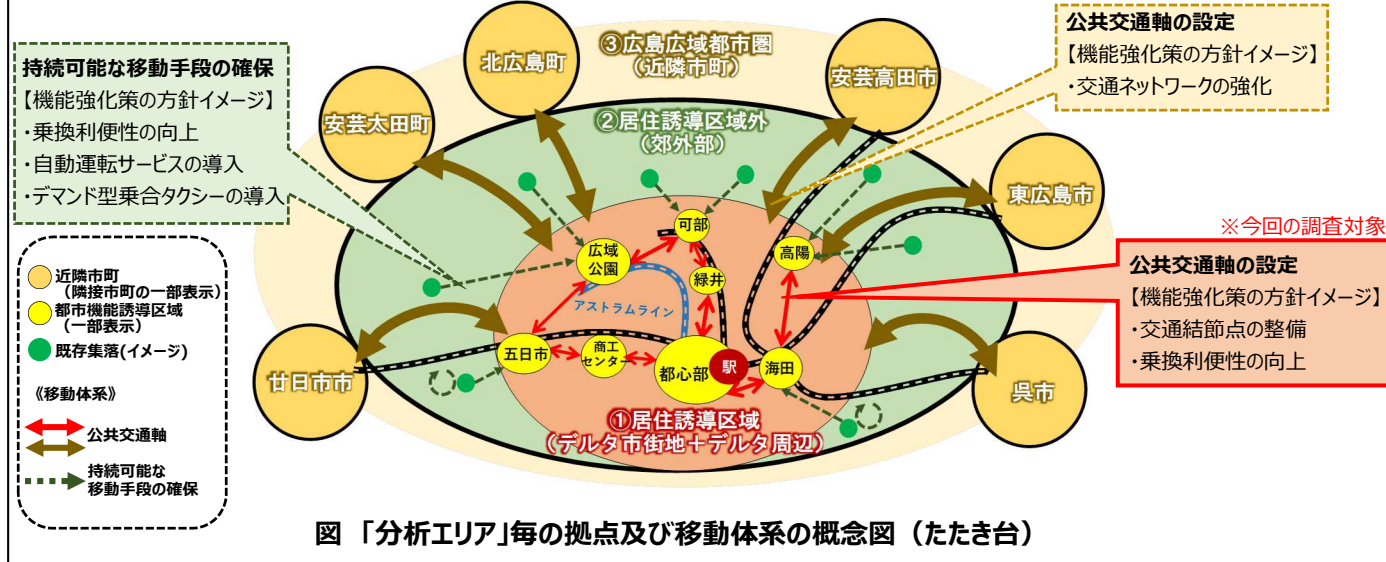 持続可能な移動手段の確保
【機能強化策の方針イメージ】
・乗換利便性の向上
・自動運転サービスの導入
・デマンド型乗合タクシーの導入
公共交通軸の設定
【機能強化策の方針イメージ】
・交通ネットワークの強化
③広島広域都市圏
（近隣市町）
北広島町
安芸高田市
安芸太田町
②居住誘導区域外
（郊外部）
東広島市
※今回の調査対象
公共交通軸の設定
【機能強化策の方針イメージ】
・交通結節点の整備
・乗換利便性の向上
可部
広域
公園
高陽
緑井
アストラムライン
五日市
商工
センター
都心部
駅
海田
廿日市市
呉市
①居住誘導区域
（デルタ市街地＋デルタ周辺）
近隣市町
（隣接市町の一部表示）
都市機能誘導区域
（一部表示）
既存集落(イメージ)
《移動体系》
公共交通軸
持続可能な
移動手段の確保
図 「分析エリア」毎の拠点及び移動体系の概念図（たたき台）